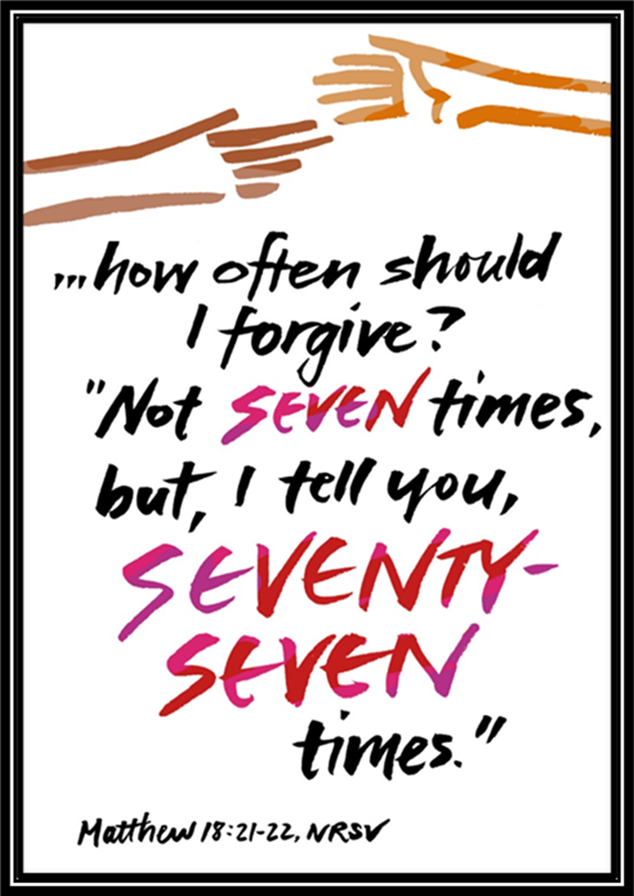 ...how often should
I forgive?
"Not SEVEN times,
but, I tell you,
SEVENTY-
SEVEN
times."
Matthew 18:21-22, NRSV